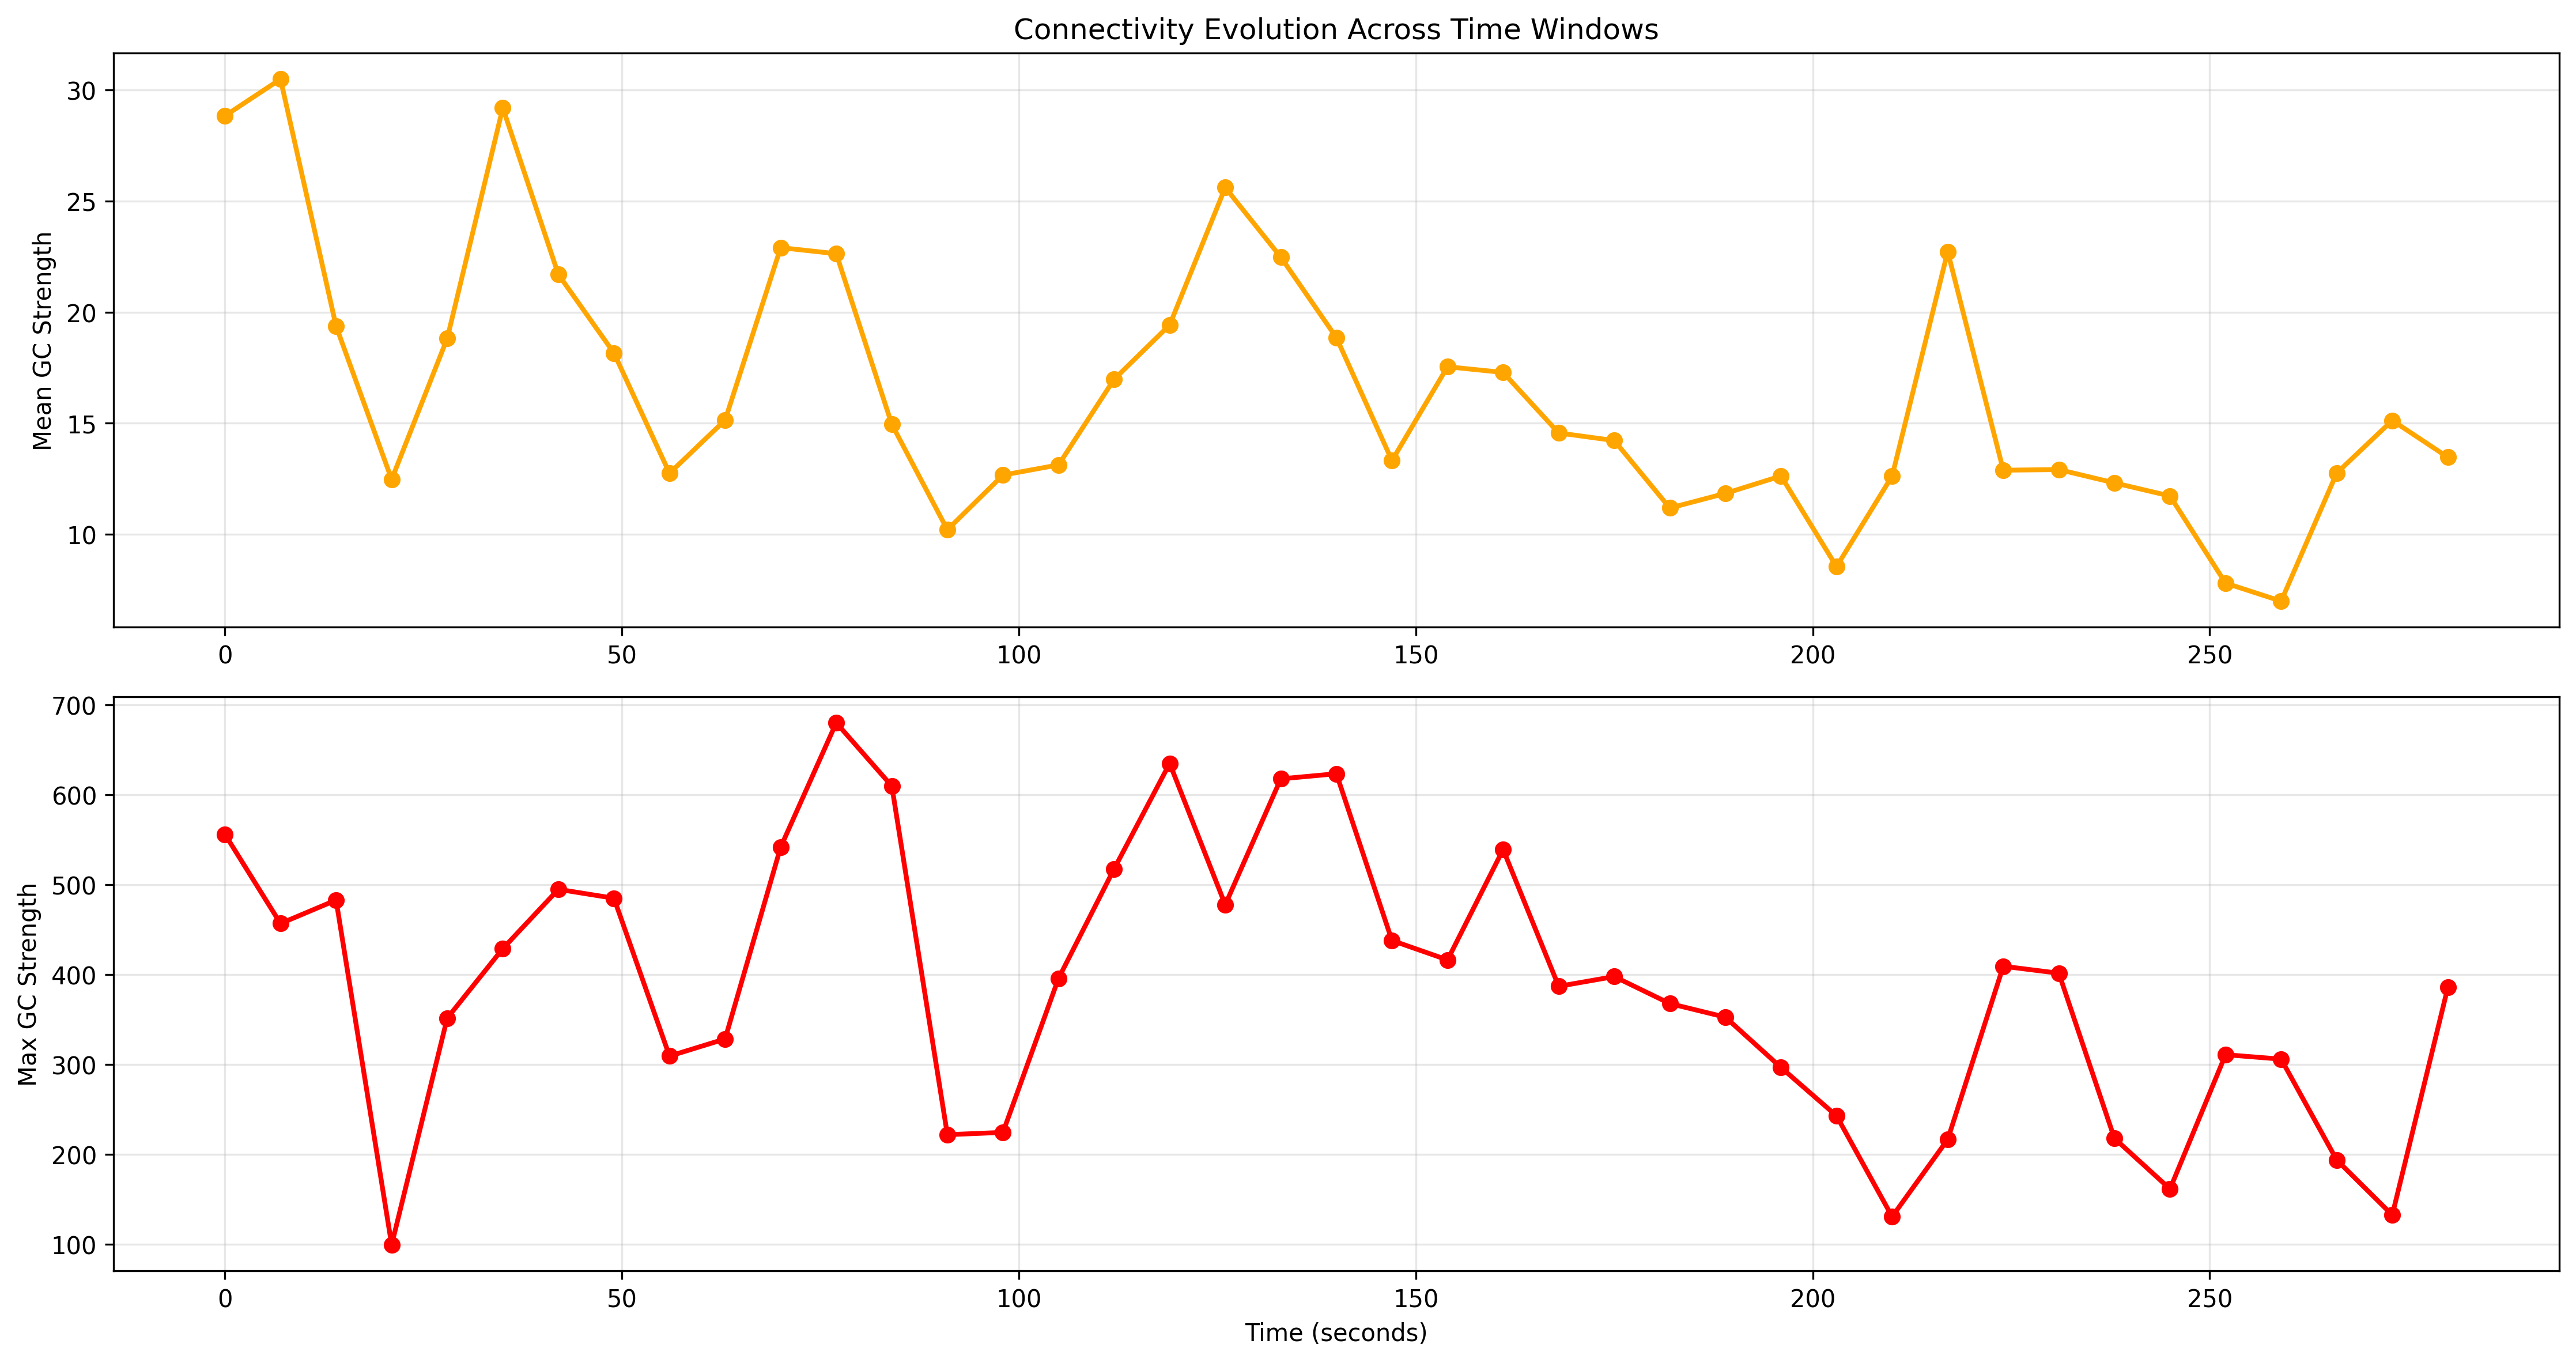 Connectivity Evolution Across Time Windows
30
25
20
15
10
Mean GC Strength
0 50 100 150 200 250
700
600
500
400
300
200
100
Max GC Strength
0 50 100 150 200 250
Time (seconds)